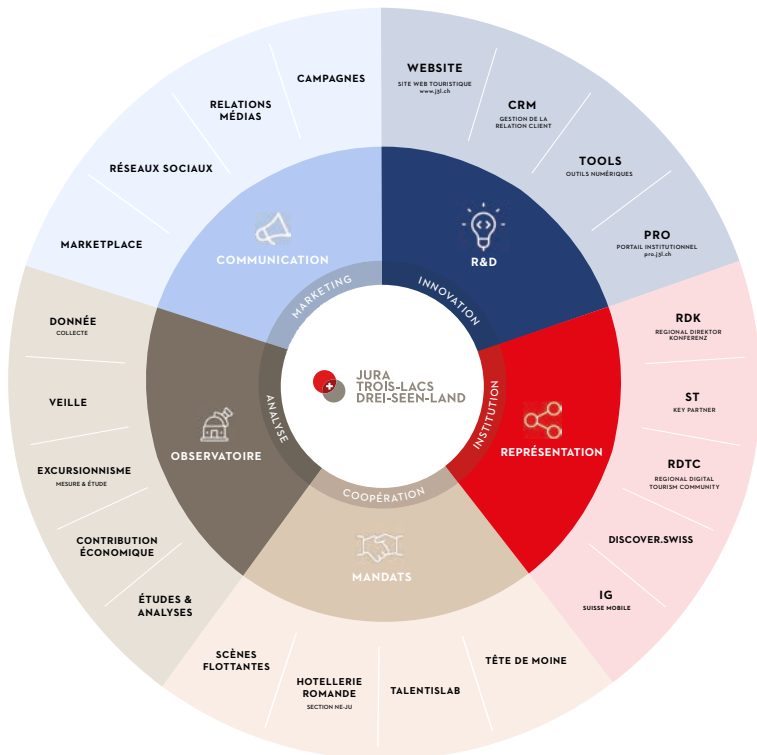 CAMPAGNES
RELATIONS
MÉDIAS
RÉSEAUX SOCIAUX
MARKETPLACE
COMMUNICATION
MARKETING
WEBSITE
SITE WEB TOURISTIQUE
www.j3l.ch
CRM
GESTION DE LA
RELATION CLIENT
TOOLS
OUTILS NUMÉRIQUES
PRO
PORTAIL INSTITUTIONNEL
pro.j3l.ch
R&D
INNOVATION
RDK
REGIONAL DIREKTOR
KONFERENZ
ST
KEY PARTNER
RDTC
REGIONAL DIGITAL
TOURISM COMMUNITY
DISCOVER.SWISS
IG
SUISSE MOBILE
REPRÉSENTATION
INSTITUTION
JURA
TROIS-LACS
DREI-SEEN-LAND
DONNÉE
COLLECTE
VEILLE
EXCURSIONNISME
MESURE & ÉTUDE
CONTRIBUTION
ÉCONOMIQUE
ÉTUDES &
ANALYSES
OBSERVATOIRE
ANALYSE
COOPÉRATION
MANDATS
SCÈNES
FLOTTANTES
HOTELLERIE
ROMANDE
SECTION NE-JU
TALENTISLAB
TÊTE DE MOINE